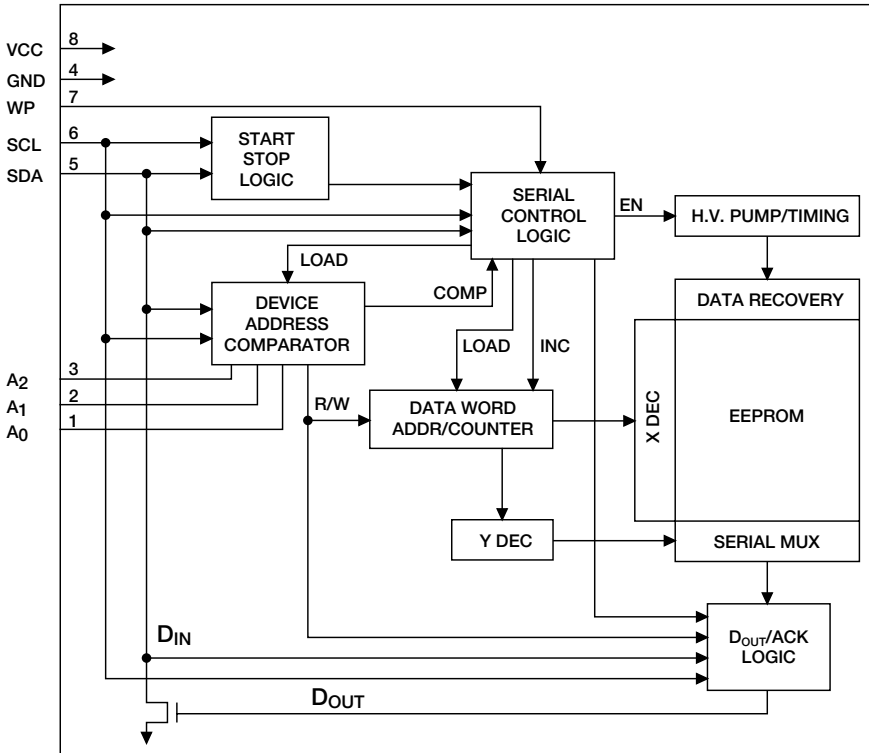 VCC 8
GND 4
WP 7
SCL 6
SDA 5
START
STOP
LOGIC
SERIAL
CONTROL
LOGIC
EN
H.V. PUMP/TIMING
LOAD
COMP
DEVICE
ADDRESS
COMPARATOR
DATA RECOVERY
LOAD
INC
A2 3
A1 2
A0 1
R/W
DATA WORD
ADDR/COUNTER
X DEC
EEPROM
Y DEC
SERIAL MUX
DIN
DOUT/ACK
LOGIC
DOUT